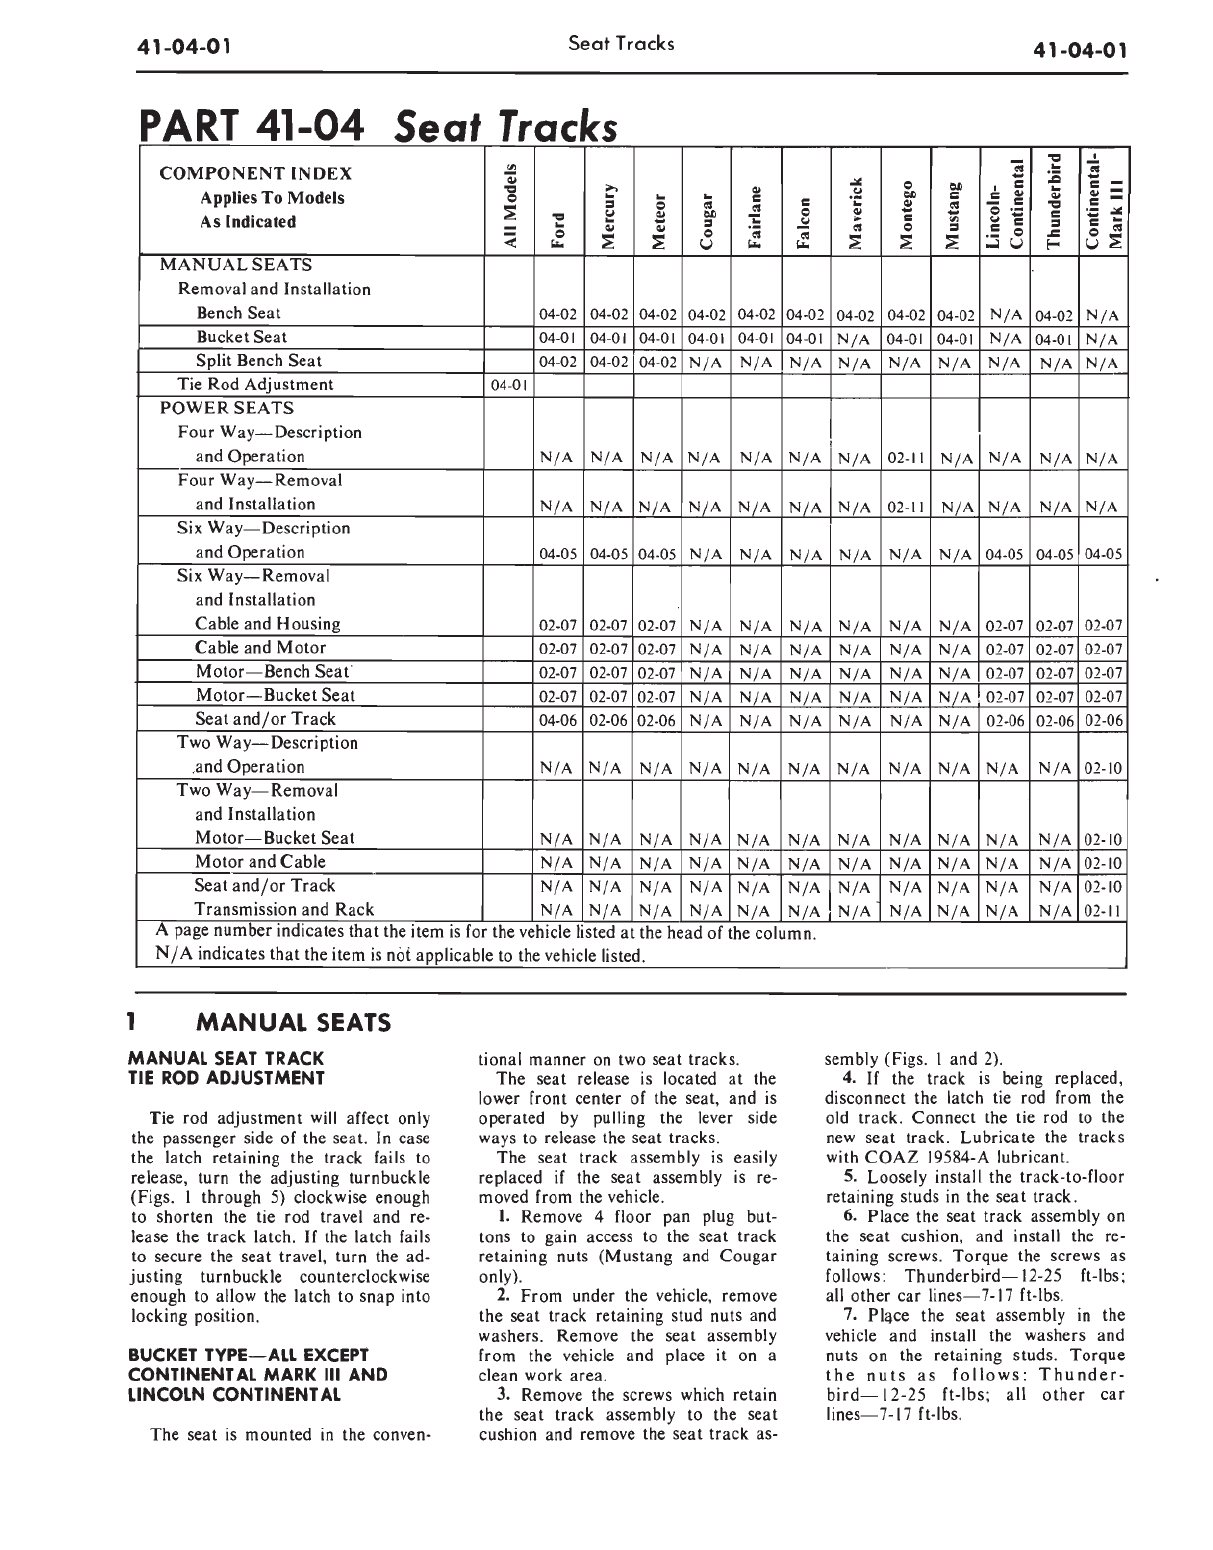 41-04-01 Seat Tracks 41-04-01
PART 41-04 Seat Tracks
COMPONENT INDEX
Applies To Models
As Indicated
All Models Ford Mercury Meteor Cougar Fairlane Falcon Maverick Montego Mustang Lincoln-Continental Thunderbird Continental-Mark III
MANUAL SEATS
Removal and Installation
Bench Seat 04-02 04-02 04-02 04-02 04-02 04-02 04-02 04-02 04-02 N/A 04-02 N/A
Bucket Seat 04-01 04-01 04-01 04-01 04-01 04-01 N/A 04-01 04-01 N/A 04-01 N/A
Split Bench Seat 04-02 04-02 04-02 N/A N/A N/A N/A N/A N/A N/A N/A N/A
Tie Rod Adjustment 04-01
POWER SEATS
Four Way—Description
and Operation N/A N/A N/A N/A N/A N/A N/A 02-11 N/A N/A N/A N/A
Four Way—Removal
and Installation N/A N/A N/A N/A N/A N/A N/A 02-11 N/A N/A N/A N/A
Six Way—Description
and Operation 04-05 04-05 04-05 N/A N/A N/A N/A N/A N/A 04-05 04-05 04-05
Six Way—Removal
and Installation
Cable and Housing 02-07 02-07 02-07 N/A N/A N/A N/A N/A N/A 02-07 02-07 02-07
Cable and Motor 02-07 02-07 02-07 N/A N/A N/A N/A N/A N/A 02-07 02-07 02-07
Motor—Bench Seat 02-07 02-07 02-07 N/A N/A N/A N/A N/A N/A 02-07 02-07 02-07
Motor—Bucket Seat 02-07 02-07 02-07 N/A N/A N/A N/A N/A N/A 02-07 02-07 02-07
Seat and/or Track 04-06 02-06 02-06 N/A N/A N/A N/A N/A N/A 02-06 02-06 02-06
Two Way—Description
and Operation N/A N/A N/A N/A N/A N/A N/A N/A N/A N/A N/A 02-10
Two Way—Removal
and Installation
Motor—Bucket Seat N/A N/A N/A N/A N/A N/A N/A N/A N/A N/A N/A 02-10
Motor and Cable N/A N/A N/A N/A N/A N/A N/A N/A N/A N/A N/A 02-10
Seat and/or Track N/A N/A N/A N/A N/A N/A N/A N/A N/A N/A N/A 02-10
Transmission and Rack N/A N/A N/A N/A N/A N/A N/A N/A N/A N/A N/A 02-11
A page number indicates that the item is for the vehicle listed at the head of the column.
N/A indicates that the item is not applicable to the vehicle listed.
1 MANUAL SEATS
MANUAL SEAT TRACK
TIE ROD ADJUSTMENT
Tie rod adjustment will affect only
the passenger side of the seat. In case
the latch retaining the track fails to
release, turn the adjusting turnbuckle
(Figs. 1 through 5) clockwise enough
to shorten the tie rod travel and re-
lease the track latch. If the latch fails
to secure the seat travel, turn the ad-
justing turnbuckle counterclockwise
enough to allow the latch to snap into
locking position.
BUCKET TYPE—ALL EXCEPT
CONTINENTAL MARK III AND
LINCOLN CONTINENTAL
The seat is mounted in the conven-
tional manner on two seat tracks.
The seat release is located at the
lower front center of the seat, and is
operated by pulling the lever side
ways to release the seat tracks.
The seat track assembly is easily
replaced if the seat assembly is re-
moved from the vehicle.
1. Remove 4 floor pan plug but-
tons to gain access to the seat track
retaining nuts (Mustang and Cougar
only).
2. From under the vehicle, remove
the seat track retaining stud nuts and
washers. Remove the seat assembly
from the vehicle and place it on a
clean work area.
3. Remove the screws which retain
the seat track assembly to the seat
cushion and remove the seat track as-
sembly (Figs. 1 and 2).
4. If the track is being replaced,
disconnect the latch tie rod from the
old track. Connect the tie rod to the
new seat track. Lubricate the tracks
with COAZ 19584-A lubricant.
5. Loosely install the track-to-floor
retaining studs in the seat track.
6. Place the seat track assembly on
the seat cushion, and install the re-
taining screws. Torque the screws as
follows: Thunderbird—12-25 ft-lbs;
all other car lines—7-17 ft-lbs.
7. Place the seat assembly in the
vehicle and install the washers and
nuts on the retaining studs. Torque
the nuts as follows: Thunder-
bird—12-25 ft-lbs; all other car
lines—7-17 ft-lbs.